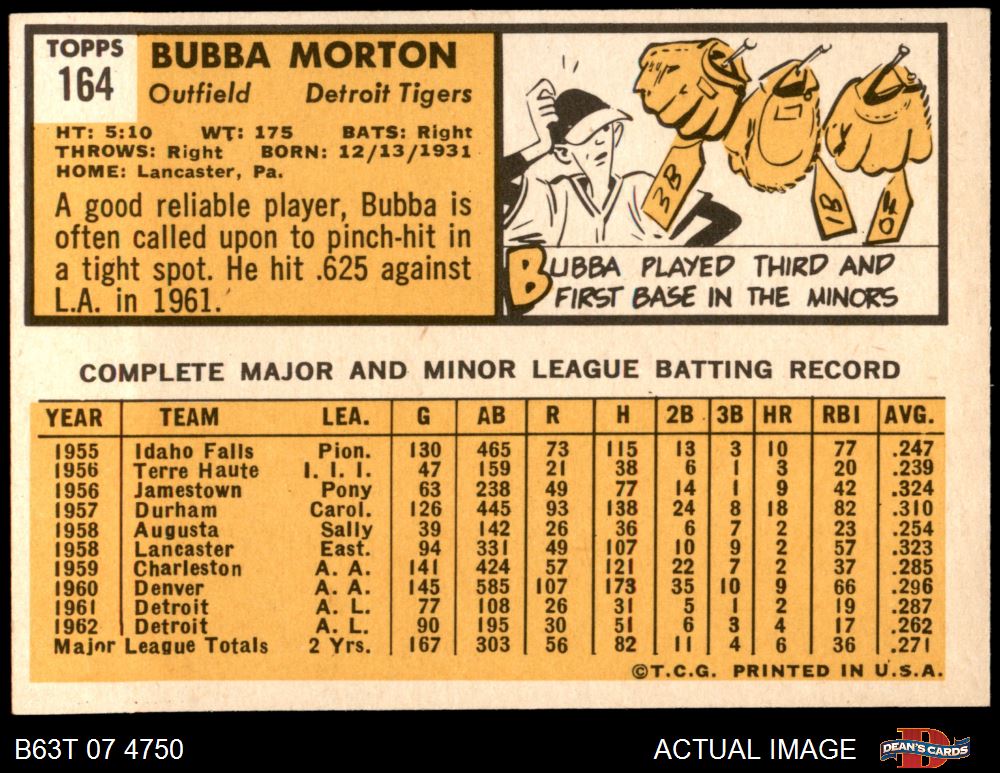 TOPPS
164
BUBBA MORTON
Outfield Detroit Tigers
HT: 5:10 WT: 175 BATS: Right
THROWS: Right BORN: 12/13/1931
HOME: Lancaster, Pa.
A good reliable player, Bubba is
often called upon to pinch-hit in
a tight spot. He hit .625 against
L.A. in 1961.
3B
1B
BUBBA PLAYED THIRD AND
FIRST BASE IN THE MINORS
COMPLETE MAJOR AND MINOR LEAGUE BATTING RECORD
YEAR TEAM LEA. G AB R H 2B 3B HR RBI AVG.
1955 Idaho Falls Pion. 130 465 73 115 13 3 10 77 .247
1956 Terre Haute I. I. I. 47 159 21 38 6 1 3 20 .239
1956 Jamestown Pony 63 238 49 77 14 1 9 42 .324
1957 Durham Carol. 126 445 93 138 24 8 18 82 .310
1958 Augusta Sally 39 142 26 36 6 7 2 23 .254
1958 Lancaster East. 94 331 49 107 10 9 2 57 .323
1959 Charleston A. A. 141 424 57 121 22 7 2 37 .285
1960 Denver A. A. 145 585 107 173 35 10 9 66 .296
1961 Detroit A. L. 77 108 26 31 5 1 2 19 .287
1962 Detroit A. L. 90 195 30 51 6 3 4 17 .262
Major League Totals 2 Yrs. 167 303 56 82 11 4 6 36 .271
©T.C.G. PRINTED IN U.S.A.
B63T 07 4750 ACTUAL IMAGE DEAN'S CARDS